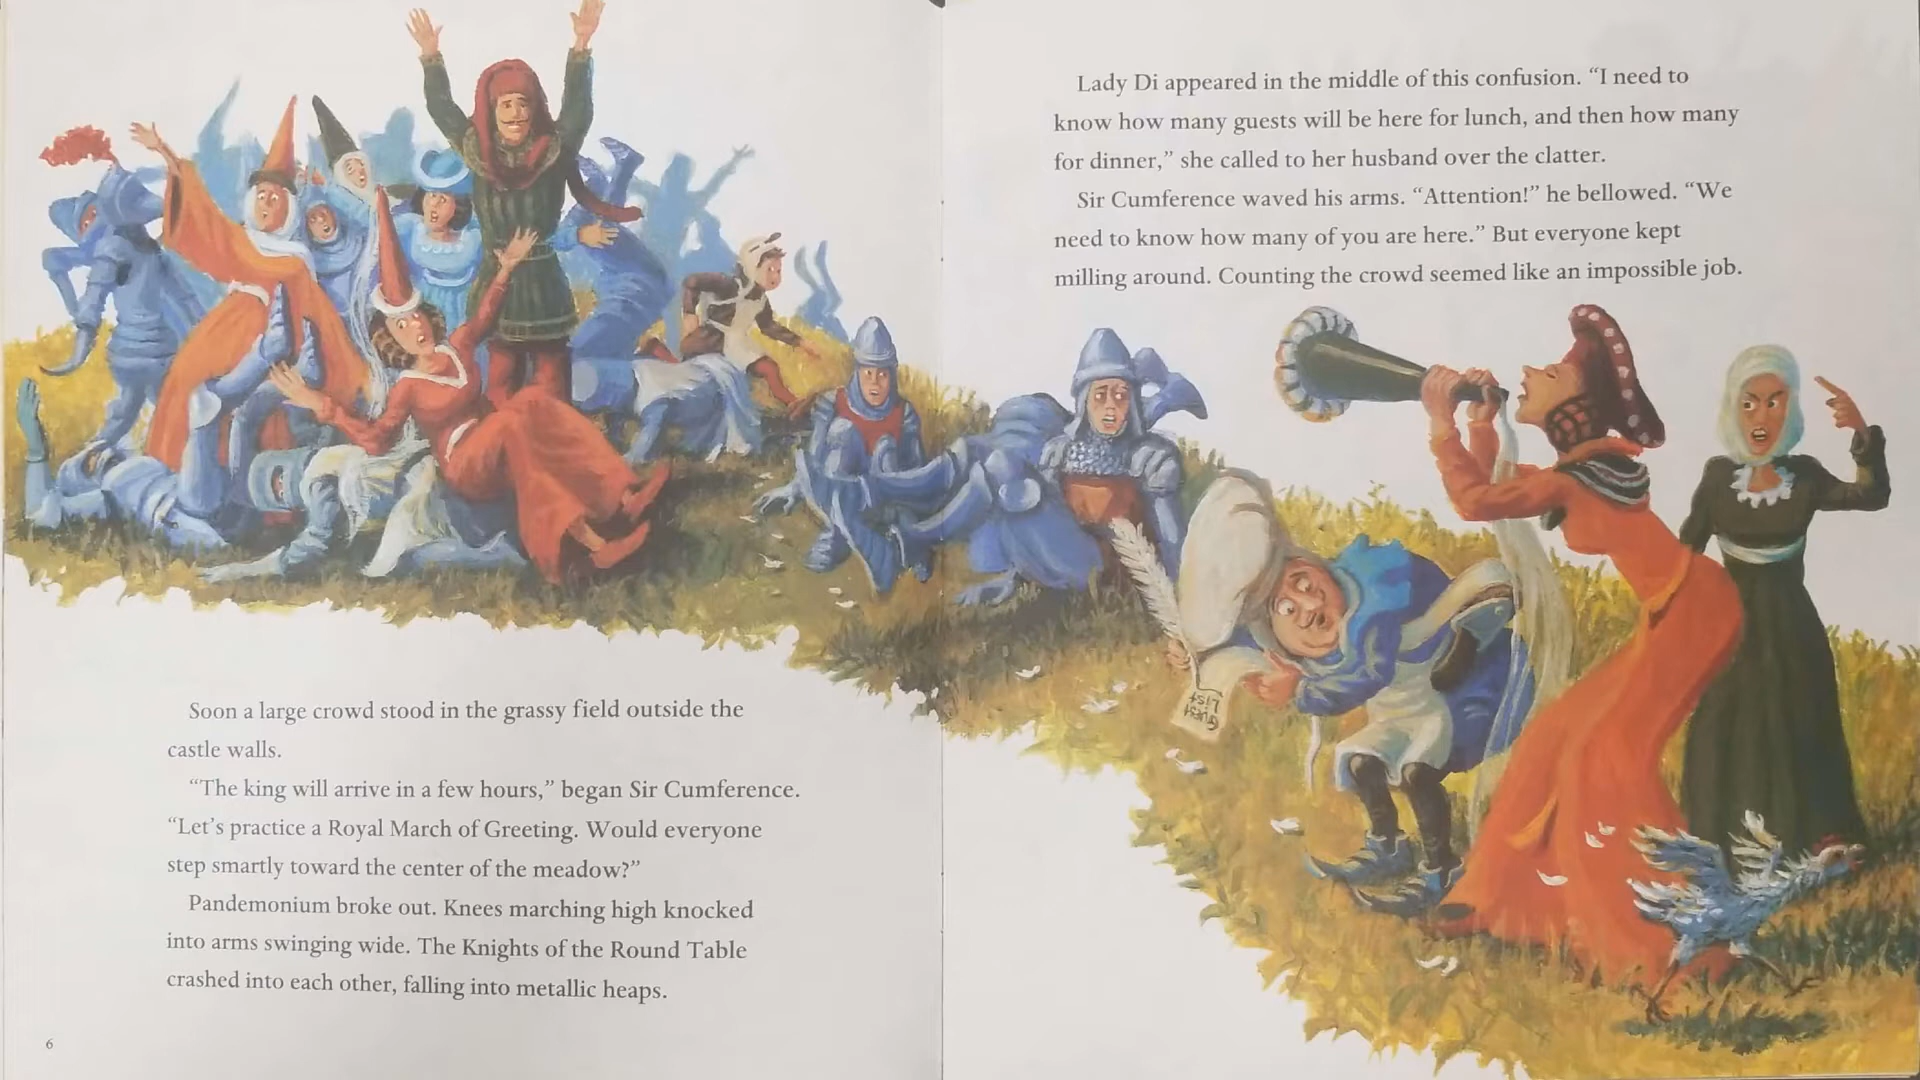 Soon a large crowd stood in the grassy field outside the
castle walls.
“The king will arrive in a few hours,” began Sir Cumference.
“Let’s practice a Royal March of Greeting. Would everyone
step smartly toward the center of the meadow?”
Pandemonium broke out. Knees marching high knocked
into arms swinging wide. The Knights of the Round Table
crashed into each other, falling into metallic heaps.
6
Lady Di appeared in the middle of this confusion. “I need to
know how many guests will be here for lunch, and then how many
for dinner,” she called to her husband over the clatter.
Sir Cumference waved his arms. “Attention!” he bellowed. “We
need to know how many of you are here.” But everyone kept
milling around. Counting the crowd seemed like an impossible job.
Guest
List